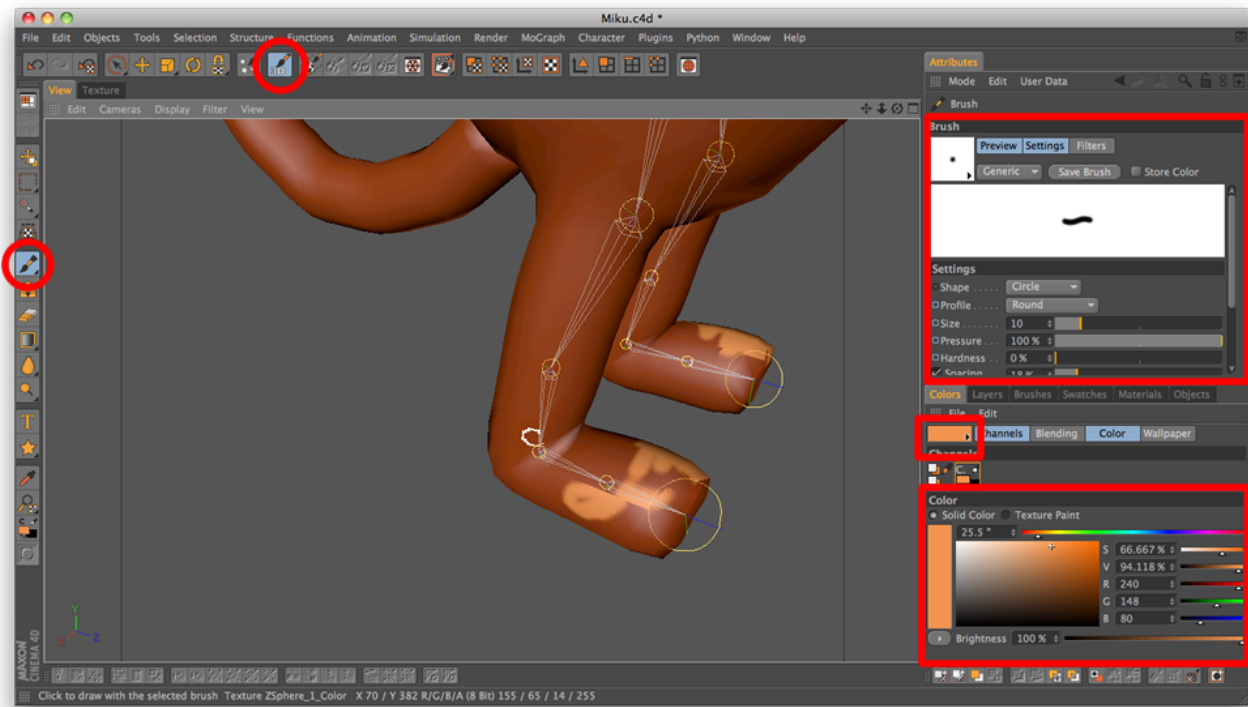 Miku.c4d *
File Edit Objects Tools Selection Structure Functions Animation Simulation Render MoGraph Character Plugins Python Window Help
3D
View Texture
Edit Cameras Display Filter View
Attributes
Mode Edit User Data
Brush
Brush
Preview Settings Filters
Generic Save Brush Store Color
Settings
Shape ..... Circle
Profile ..... Round
Size ....... 10
Pressure ... 100 %
Hardness .. 0 %
Spacing 18 %
Colors Layers Brushes Swatches Materials Objects
File Edit
Channels Blending Color Wallpaper
Channels
C..
Color
Solid Color Texture Paint
25.5 °
S 66.667 %
V 94.118 %
R 240
G 148
B 80
Brightness 100 %
T
C
Y
X Z
MAXON
CINEMA 4D
Click to draw with the selected brush Texture ZSphere_1_Color X 70 / Y 382 R/G/B/A (8 Bit) 155 / 65 / 14 / 255